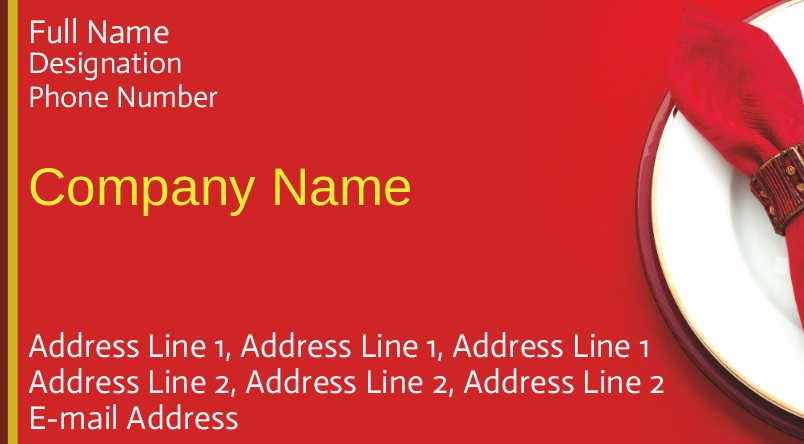 Full Name
Designation
Phone Number
Company Name
Address Line 1, Address Line 1, Address Line 1
Address Line 2, Address Line 2, Address Line 2
E-mail Address